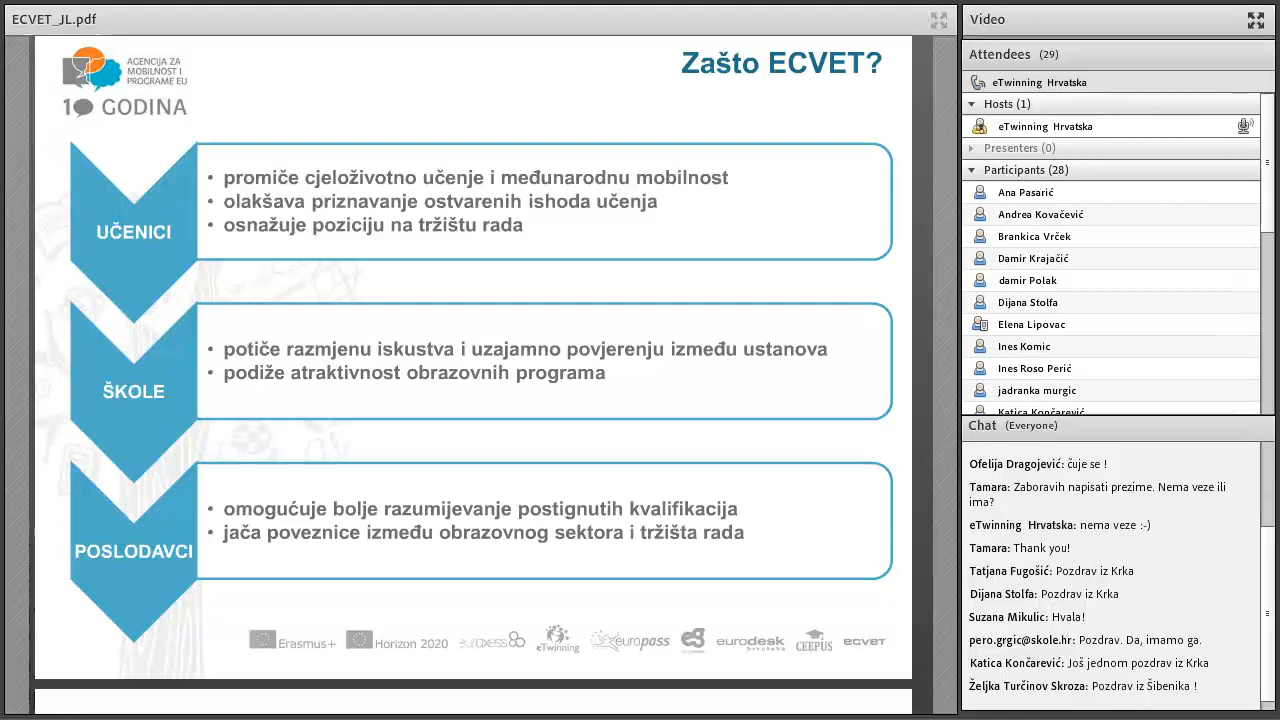 ECVET_JL.pdf
AGENCIJA ZA
MOBILNOST I
PROGRAME EU
10 GODINA
Zašto ECVET?
UČENICI
• promiče cjeloživotno učenje i međunarodnu mobilnost
• olakšava priznavanje ostvarenih ishoda učenja
• osnažuje poziciju na tržištu rada
ŠKOLE
• potiče razmjenu iskustva i uzajamno povjerenju između ustanova
• podiže atraktivnost obrazovnih programa
POSLODAVCI
• omogućuje bolje razumijevanje postignutih kvalifikacija
• jača poveznice između obrazovnog sektora i tržišta rada
Erasmus+
Horizon 2020
euraxess
eTwinning
europass
eurodesk
hrvatska
CEEPUS
ecvet
Video
Attendees (29)
eTwinning Hrvatska
Hosts (1)
eTwinning Hrvatska
Presenters (0)
Participants (28)
Ana Pasarić
Andrea Kovačević
Brankica Vrček
Damir Krajačić
damir Polak
Dijana Stolfa
Elena Lipovac
Ines Komic
Ines Roso Perić
jadranka murgic
Katica Končarević
Chat (Everyone)
Ofelija Dragojević: čuje se !
Tamara: Zaboravih napisati prezime. Nema veze ili
ima?
eTwinning Hrvatska: nema veze :-)
Tamara: Thank you!
Tatjana Fugošić: Pozdrav iz Krka
Dijana Stolfa: Pozdrav iz Krka
Suzana Mikulic: Hvala!
pero.grgic@skole.hr: Pozdrav. Da, imamo ga.
Katica Končarević: Još jednom pozdrav iz Krka
Željka Turčinov Skroza: Pozdrav iz Šibenika !